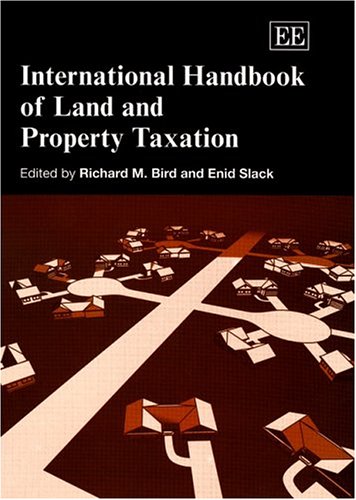 EE
International Handbook
of Land and
Property Taxation
Edited by Richard M. Bird and Enid Slack